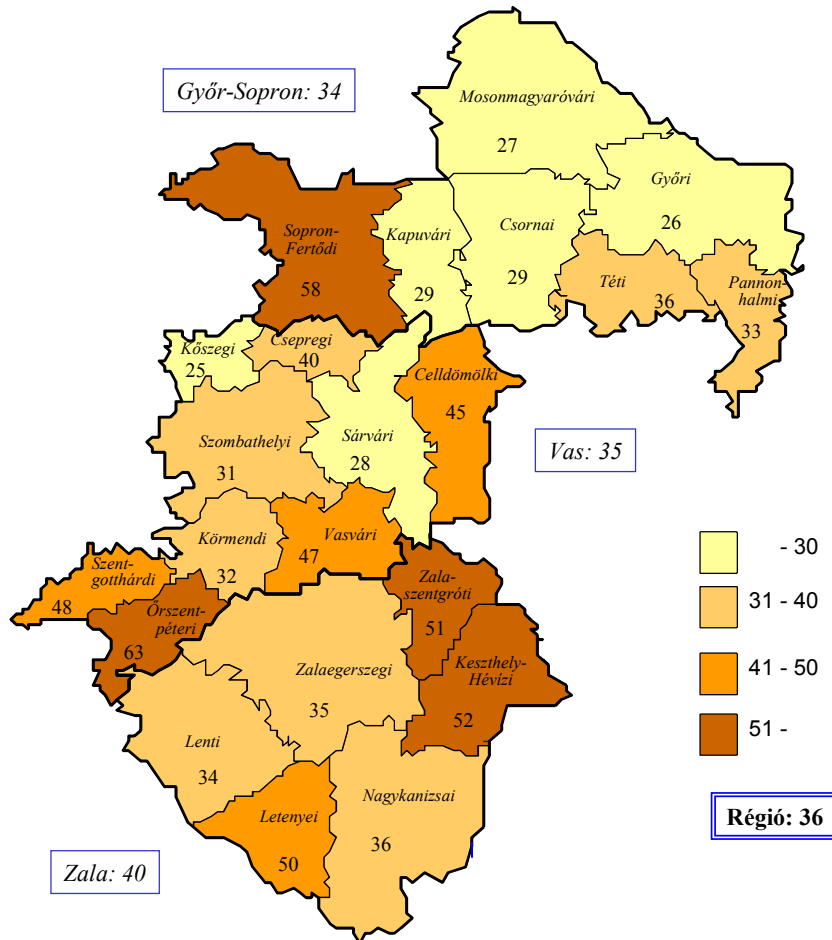 Győr-Sopron: 34
Mosonmagyaróvári
27
Győri
26
Sopron-
Fertődi
58
Kapuvári
29
Csornai
29
Téti
36
Pannon-
halmi
33
Kőszegi
25
Csepregi
40
Celldömölki
45
Szombathelyi
31
Sárvári
28
Vas: 35
Körmendi
32
Vasvári
47
Szent-
gotthárdi
48
Őrszent-
péteri
63
Zala-
szentgróti
51
Keszthely-
Hévízi
52
Zalaegerszegi
35
Lenti
34
Letenyei
50
Nagykanizsai
36
Zala: 40
- 30
31 - 40
41 - 50
51 -
Régió: 36